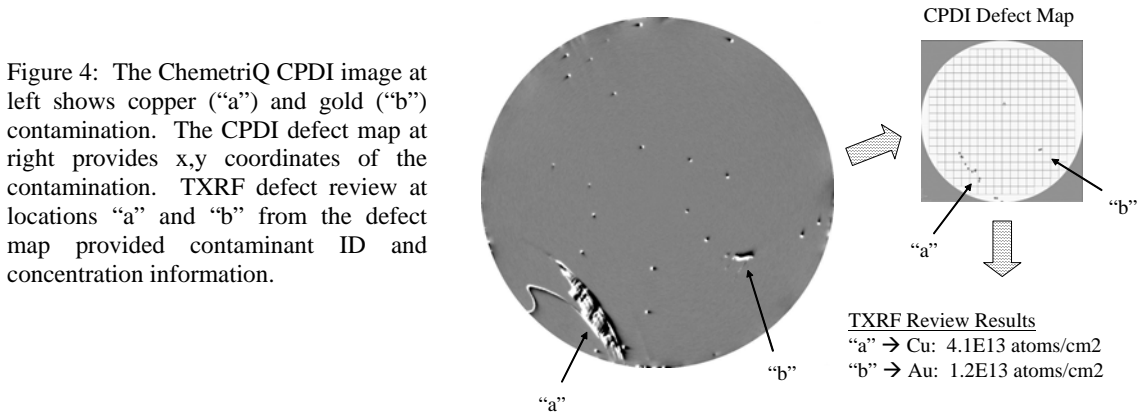 Figure 4: The ChemetriQ CPDI image at
left shows copper (“a”) and gold (“b”)
contamination. The CPDI defect map at
right provides x,y coordinates of the
contamination. TXRF defect review at
locations “a” and “b” from the defect
map provided contaminant ID and
concentration information.
“a”
“b”
CPDI Defect Map
“a”
“b”
TXRF Review Results
“a” → Cu: 4.1E13 atoms/cm2
“b” → Au: 1.2E13 atoms/cm2